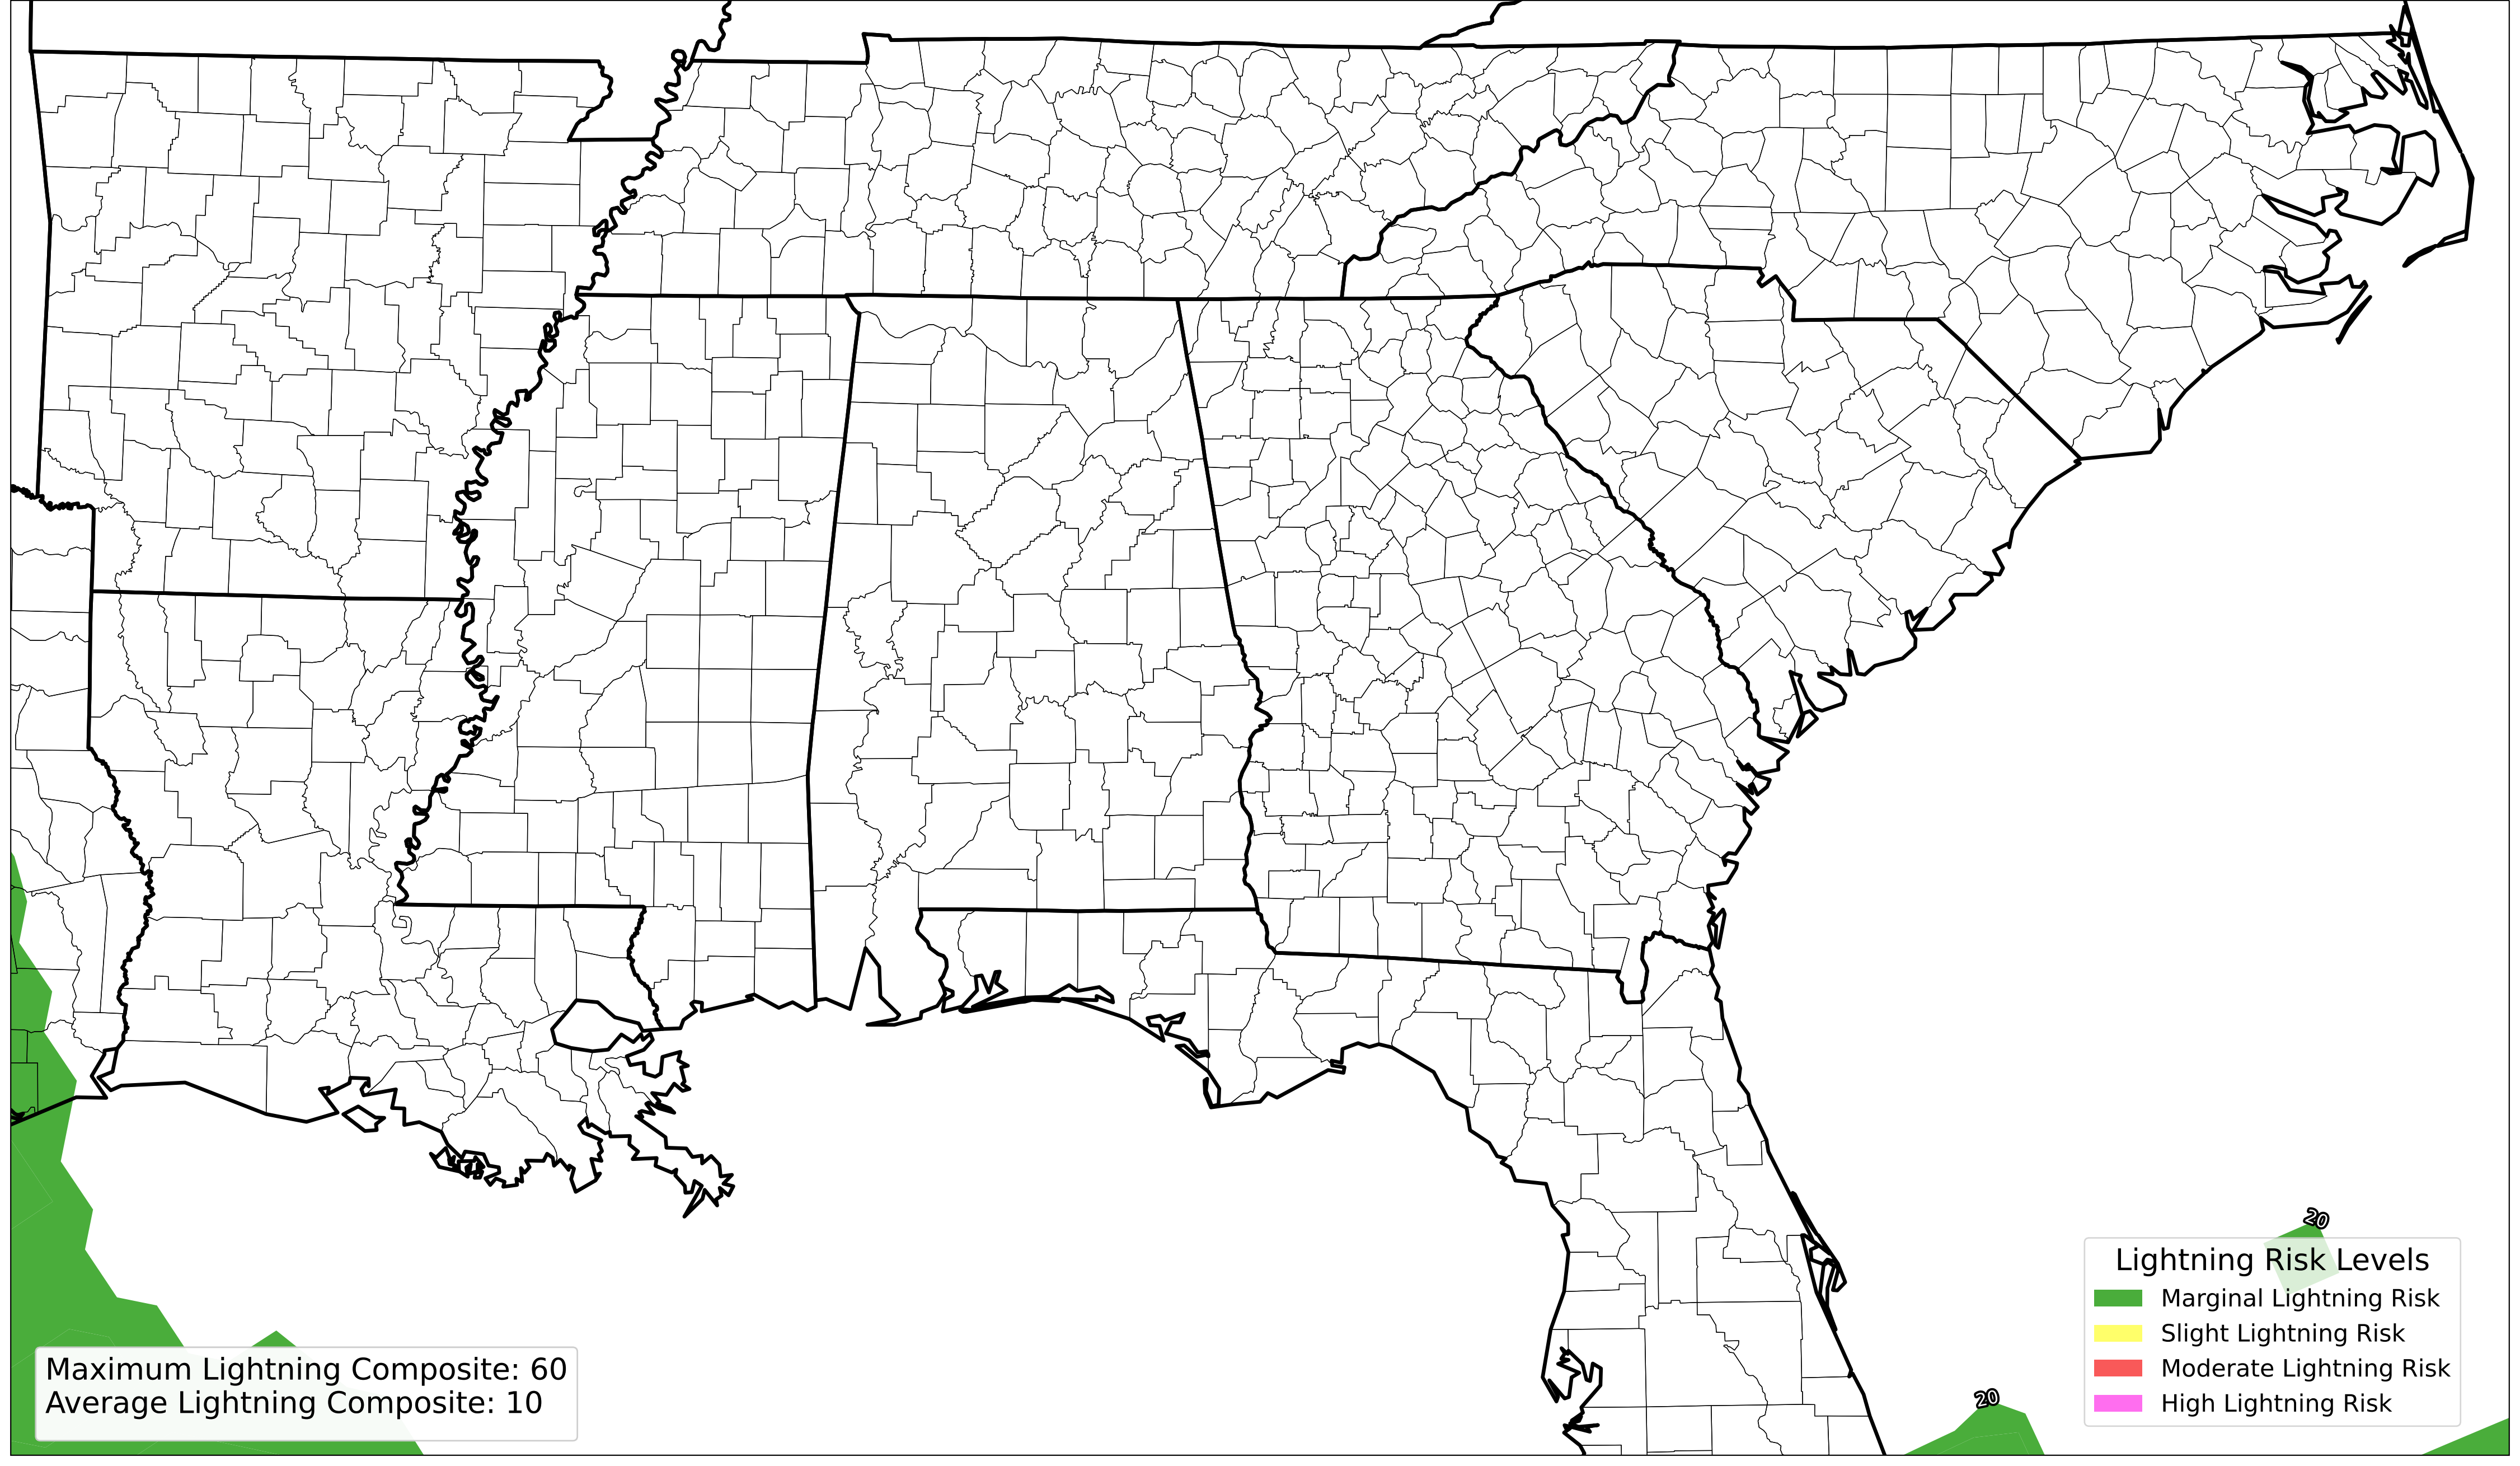 20
Lightning Risk Levels
Marginal Lightning Risk
Slight Lightning Risk
Moderate Lightning Risk
High Lightning Risk
Maximum Lightning Composite: 60
Average Lightning Composite: 10
20